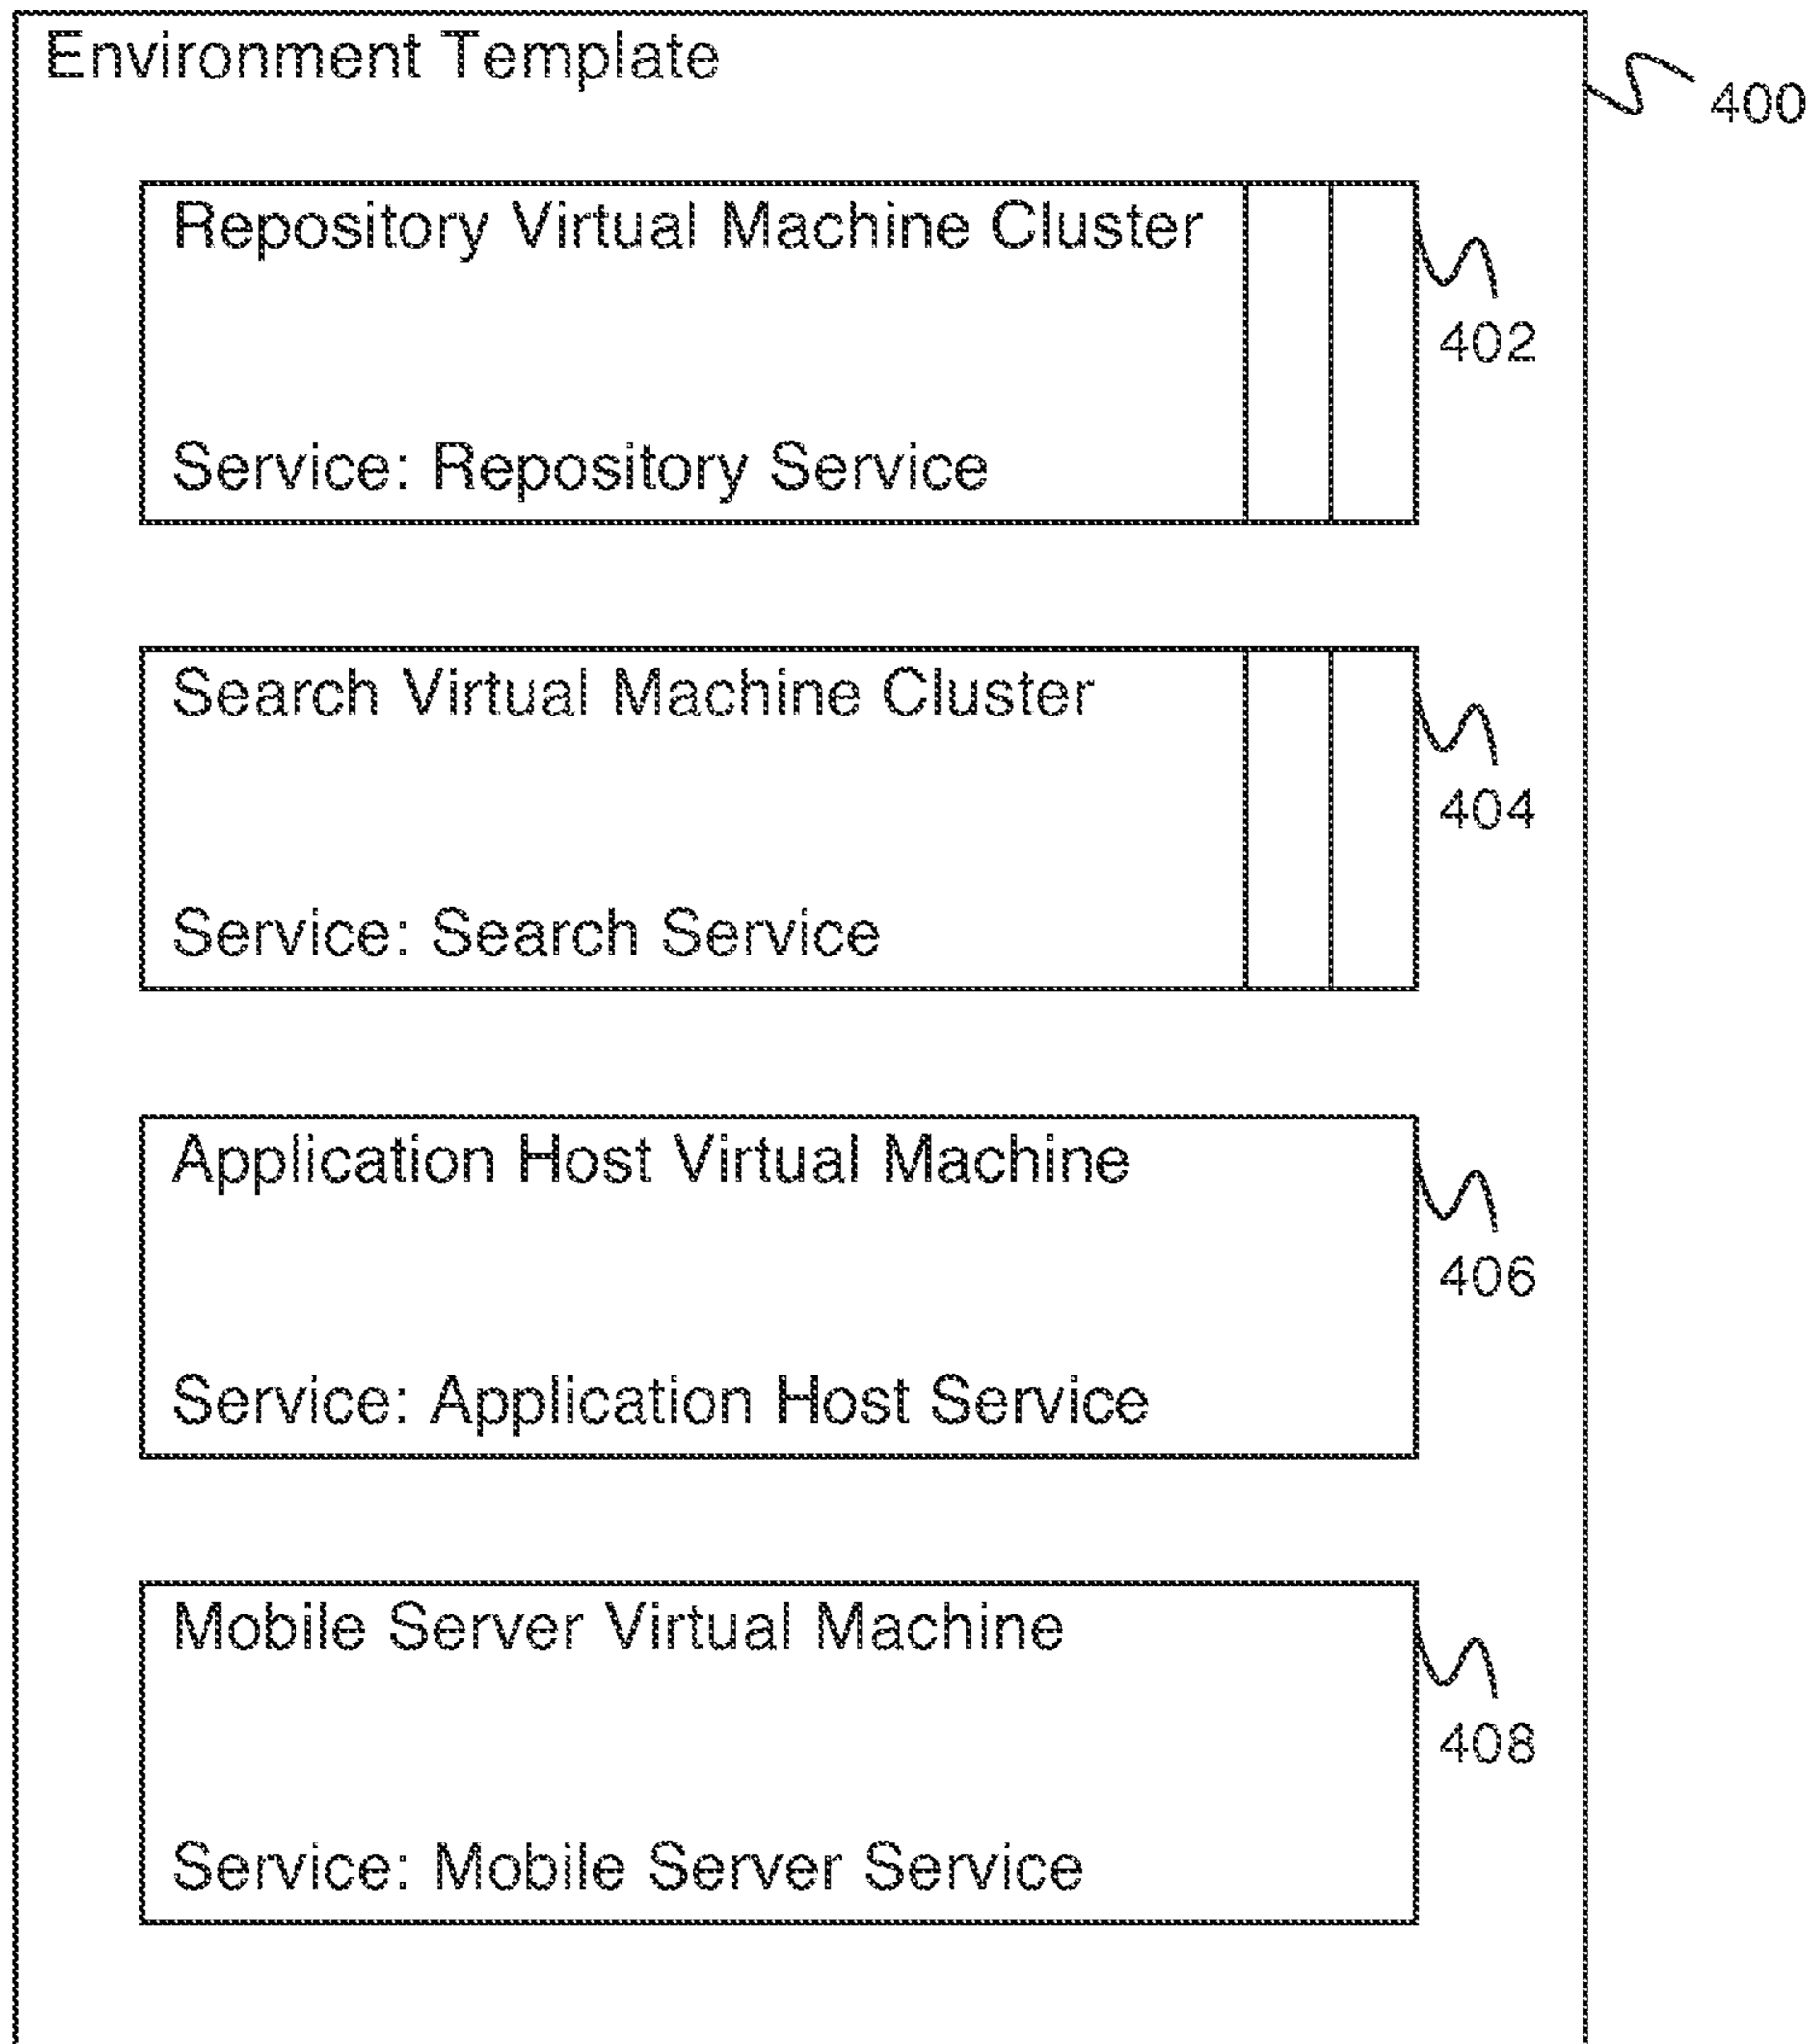 Environment Template
400
Repository Virtual Machine Cluster
402
Service: Repository Service
Search Virtual Machine Cluster
404
Service: Search Service
Application Host Virtual Machine
406
Service: Application Host Service
Mobile Server Virtual Machine
408
Service: Mobile Server Service